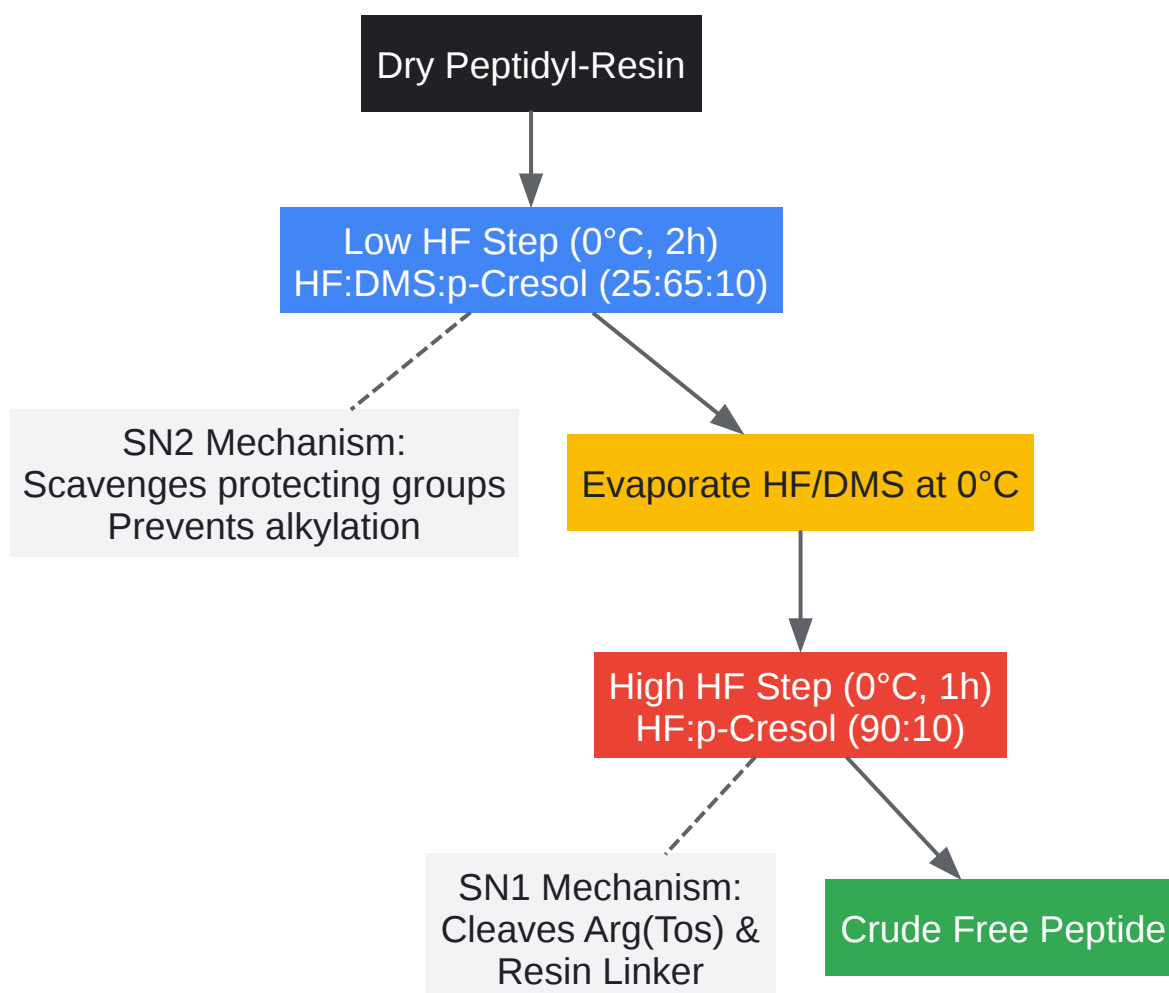 Dry Peptidyl-Resin
Low HF Step (0°C, 2h)
HF:DMS:p-Cresol (25:65:10)
SN2 Mechanism:
Scavenges protecting groups
Prevents alkylation
Evaporate HF/DMS at 0°C
High HF Step (0°C, 1h)
HF:p-Cresol (90:10)
SN1 Mechanism:
Cleaves Arg(Tos) &
Resin Linker
Crude Free Peptide